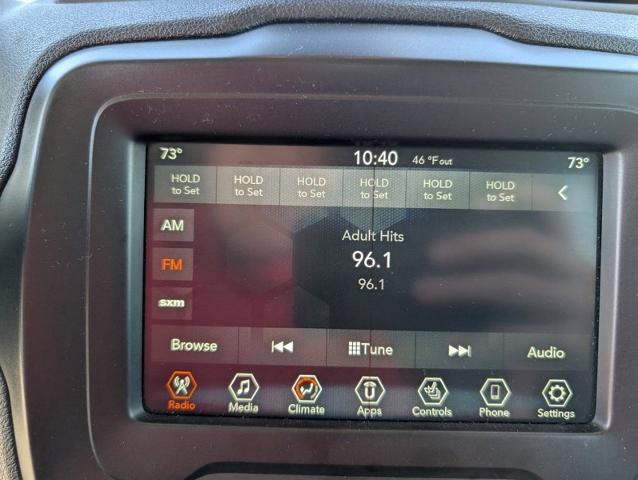 73° 10:40 46 °F out 73°
HOLD to Set HOLD to Set HOLD to Set HOLD to Set HOLD to Set HOLD to Set
AM
Adult Hits
FM
96.1
96.1
sxm
Browse Tune Audio
Radio Media Climate Apps Controls Phone Settings